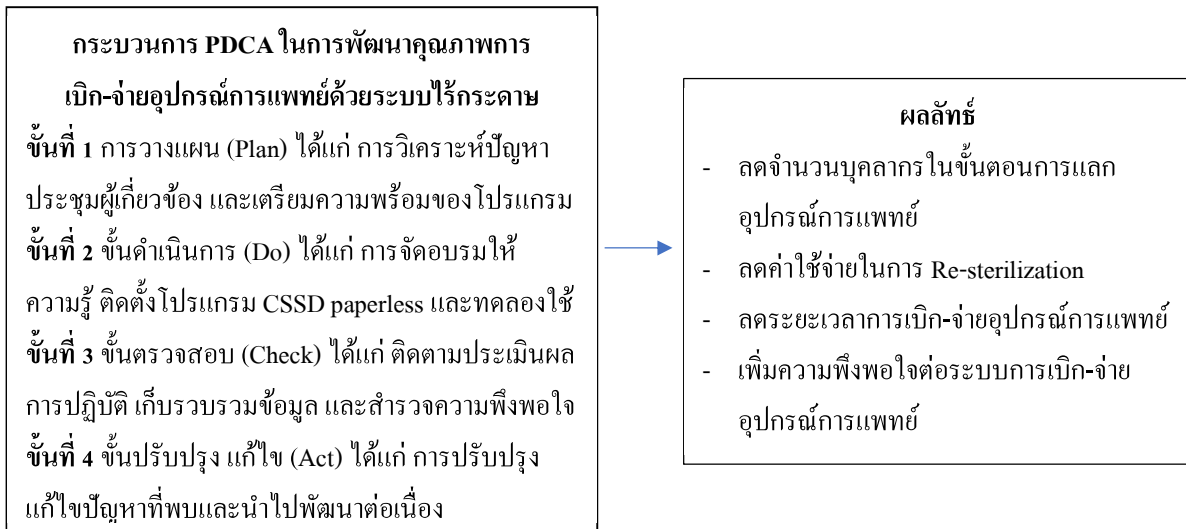 กระบวนการ PDCA ในการพัฒนาคุณภาพการ
เบิก-จ่ายอุปกรณ์การแพทย์ด้วยระบบไร้กระดาษ
ขั้นที่ 1 การวางแผน (Plan) ได้แก่ การวิเคราะห์ปัญหา
ประชุมผู้เกี่ยวข้อง และเตรียมความพร้อมของโปรแกรม
ขั้นที่ 2 ขั้นดำเนินการ (Do) ได้แก่ การจัดอบรมให้
ความรู้ ติดตั้งโปรแกรม CSSD paperless และทดลองใช้
ขั้นที่ 3 ขั้นตรวจสอบ (Check) ได้แก่ ติดตามประเมินผล
การปฏิบัติ เก็บรวบรวมข้อมูล และสำรวจความพึงพอใจ
ขั้นที่ 4 ขั้นปรับปรุง แก้ไข (Act) ได้แก่ การปรับปรุง
แก้ไขปัญหาที่พบและนำไปพัฒนาต่อเนื่อง
ผลลัทธ์
- ลดจำนวนบุคลากรในขั้นตอนการแลก
อุปกรณ์การแพทย์
- ลดค่าใช้จ่ายในการ Re-sterilization
- ลดระยะเวลาการเบิก-จ่ายอุปกรณ์การแพทย์
- เพิ่มความพึงพอใจต่อระบบการเบิก-จ่าย
อุปกรณ์การแพทย์